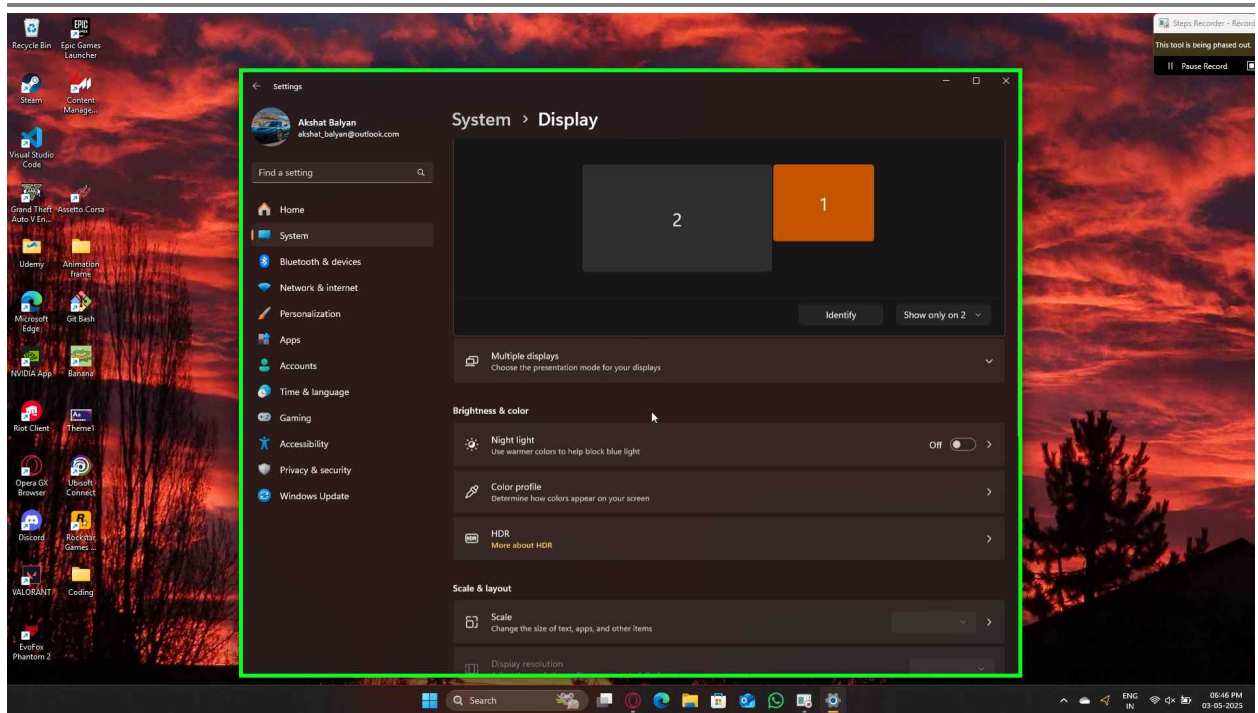 Recycle Bin
Epic Games
Launcher
Steam
Content
Manage...
Visual Studio
Code
Grand Theft
Auto V En...
Assetto Corsa
Udemy
Animation
frame
Microsoft
Edge
Git Bash
NVIDIA App
Banana
Riot Client
Theme1
Opera GX
Browser
Ubisoft
Connect
Discord
Rockstar
Games ...
VALORANT
Coding
EvoFox
Phantom 2
Settings
Akshat Balyan
akshat_balyan@outlook.com
Find a setting
Home
System
Bluetooth & devices
Network & internet
Personalization
Apps
Accounts
Time & language
Gaming
Accessibility
Privacy & security
Windows Update
System > Display
2
1
Identify
Show only on 2
Multiple displays
Choose the presentation mode for your displays
Brightness & color
Night light
Use warmer colors to help block blue light
Off
Color profile
Determine how colors appear on your screen
HDR
HDR
More about HDR
Scale & layout
Scale
Change the size of text, apps, and other items
Display resolution
Steps Recorder - Record
This tool is being phased out.
Pause Record
Search
ENG
IN
06:46 PM
03-05-2025